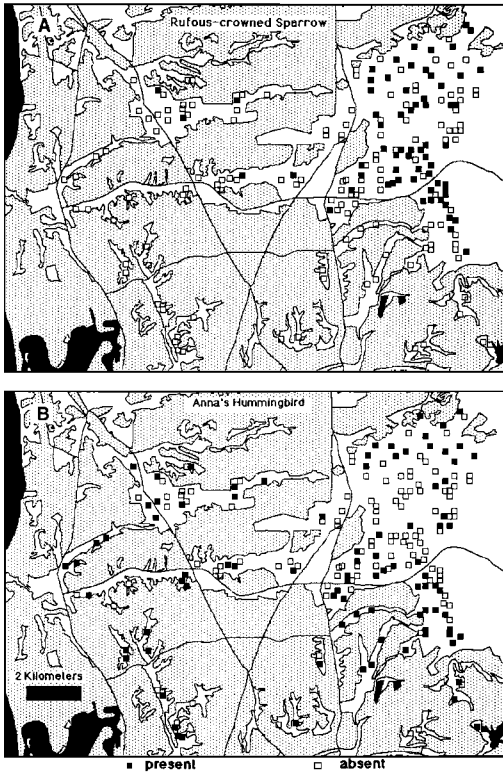 A
Rufous-crowned Sparrow
B
Anna's Hummingbird
2 Kilometers
present
absent